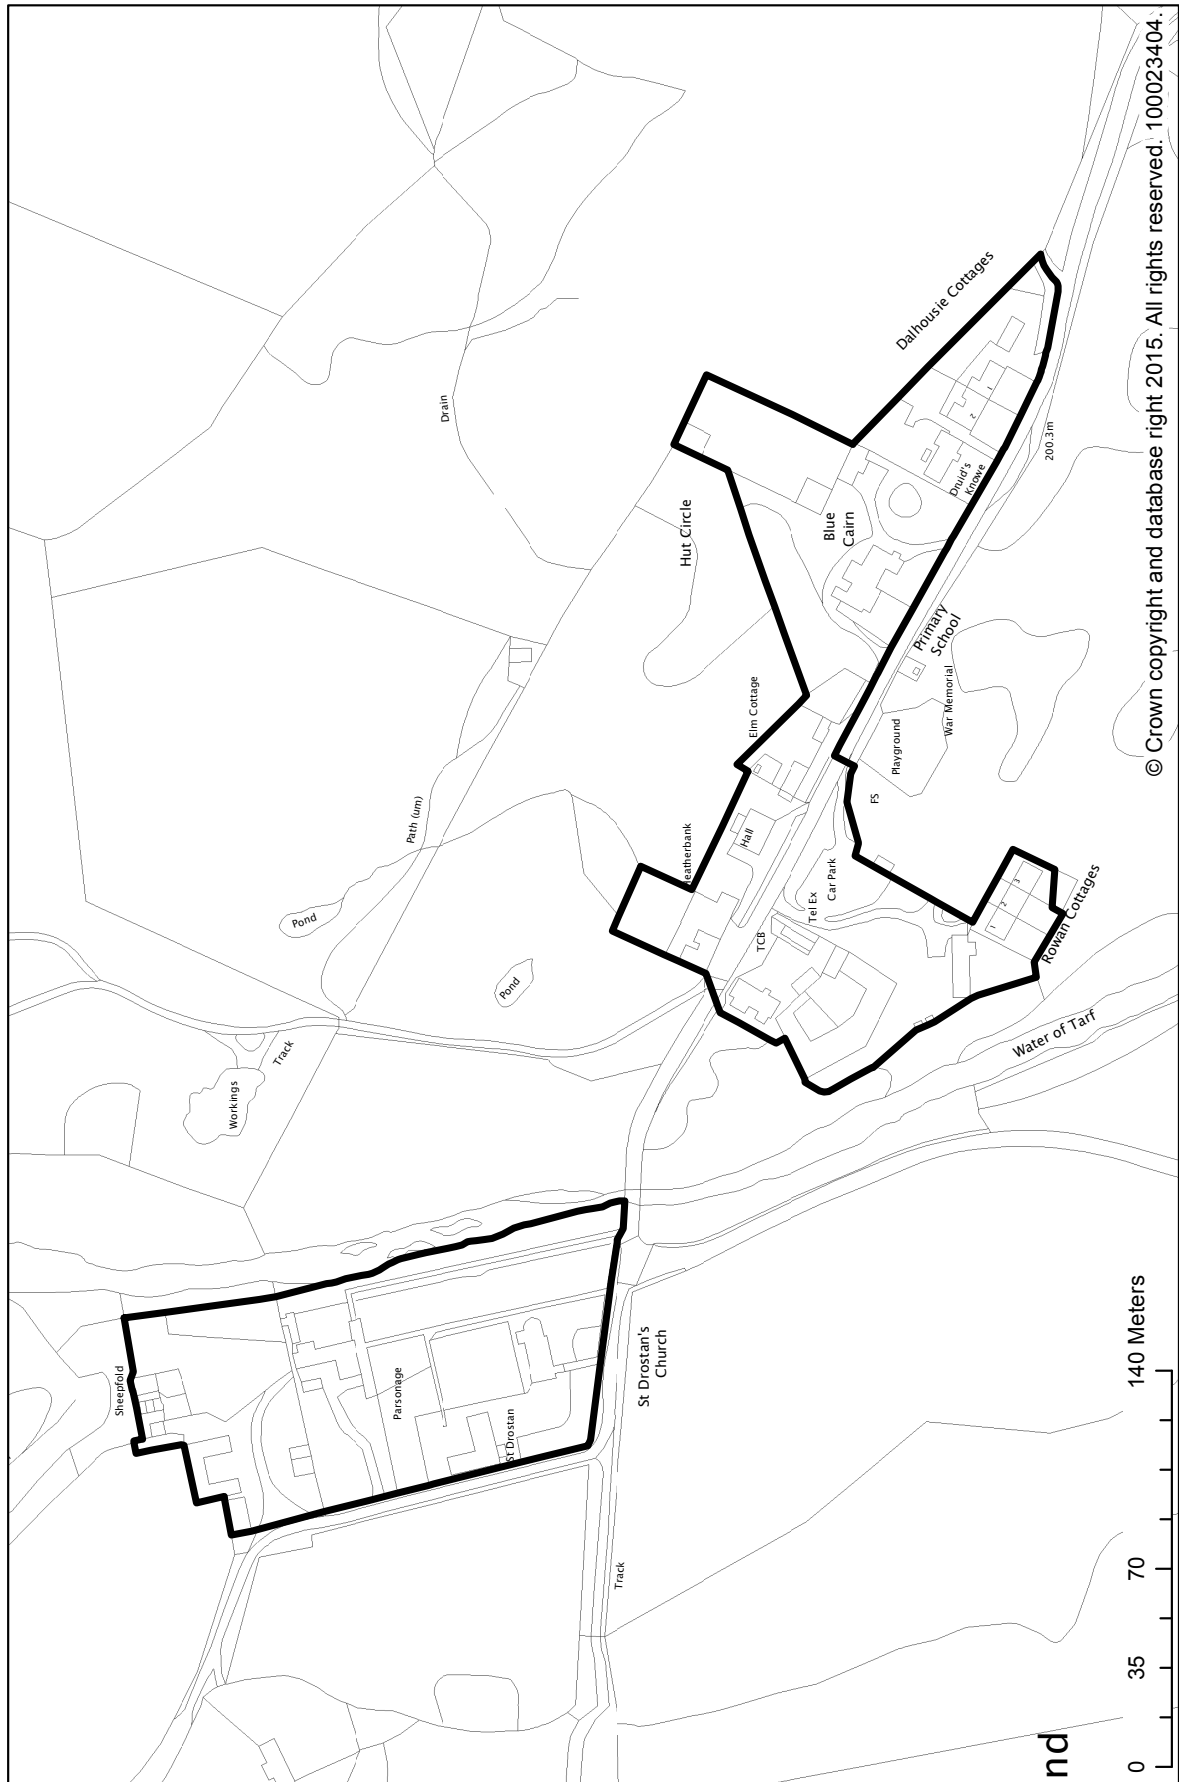 Drain
Hut Circle
Dalhousie Cottages
Blue
Cairn
Druid's
Knowe
1
2
200.3m
Primary
School
War Memorial
Playground
Elm Cottage
FS
Hall
eatherbank
Car Park
Tel Ex
TCB
1
2
3
Rowan Cottages
Path (um)
Pond
Pond
Track
Workings
Water of Tarf
Sheepfold
Parsonage
St Drostan
St Drostan's
Church
Track
nd
0 35 70 140 Meters
© Crown copyright and database right 2015. All rights reserved. 100023404.